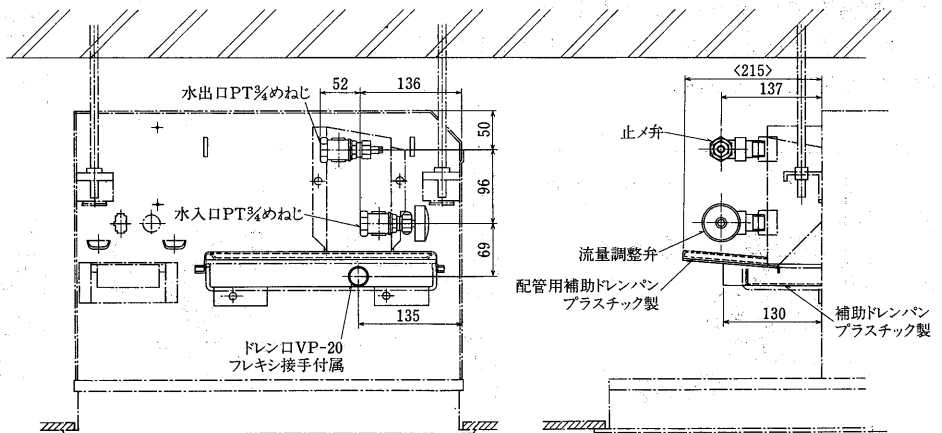 水出口PT¾めねじ
52
136
50
96
69
水入口PT¾めねじ
135
ドレン口VP-20
フレキシ接手付属
<215>
137
止メ弁
流量調整弁
配管用補助ドレンパン
プラスチック製
130
補助ドレンパン
プラスチック製